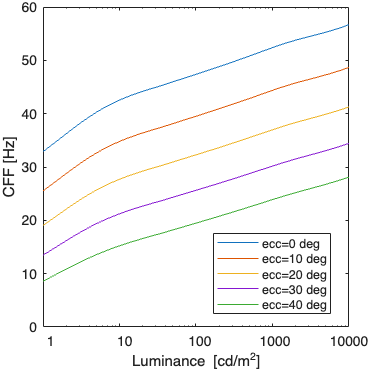 60
50
40
30
20
10
0
CFF [Hz]
1 10 100 1000 10000
Luminance [cd/m²]
ecc=0 deg
ecc=10 deg
ecc=20 deg
ecc=30 deg
ecc=40 deg